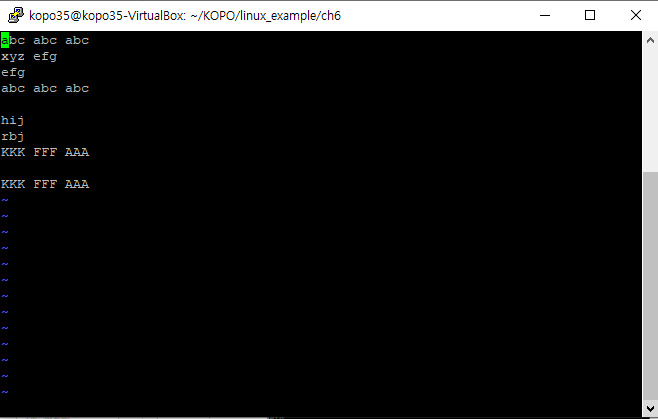 kopo35@kopo35-VirtualBox: ~/KOPO/linux_example/ch6
abc abc abc
xyz efg
efg
abc abc abc
hij
rbj
KKK FFF AAA
KKK FFF AAA
~
~
~
~
~
~
~
~
~
~
~
~
~